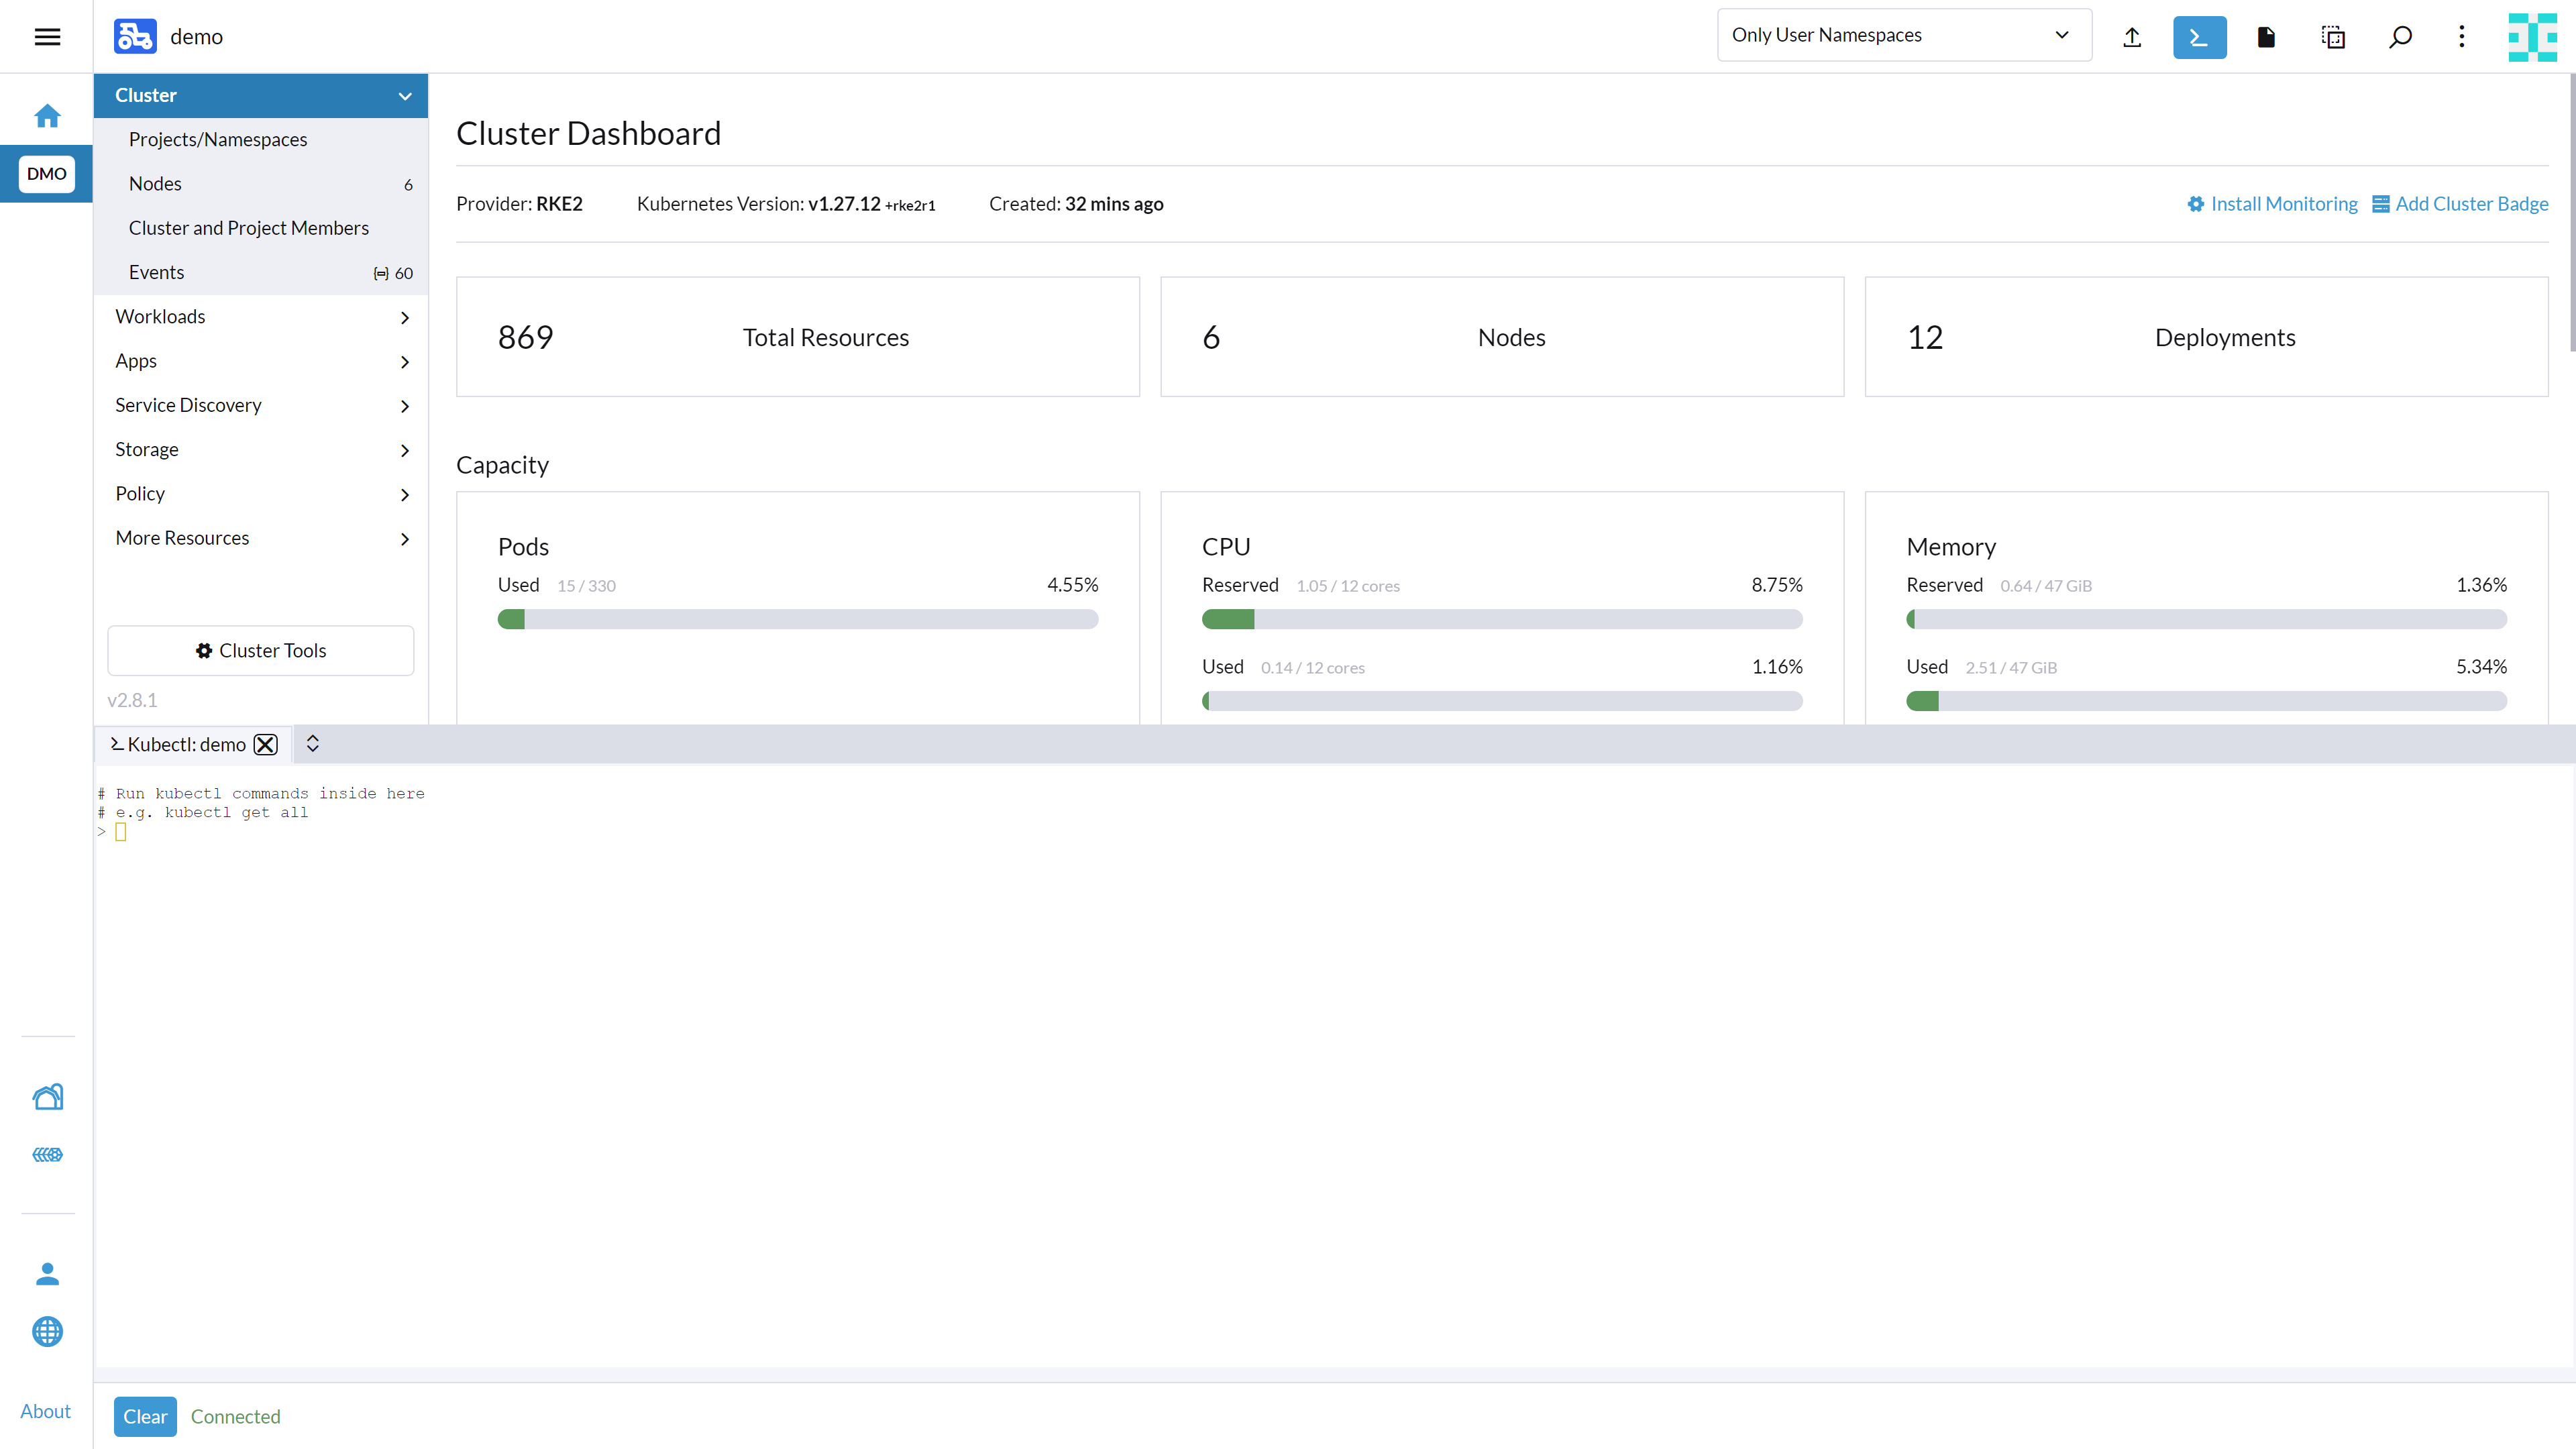 demo
Only User Namespaces
DMO
Cluster
Projects/Namespaces
Nodes 6
Cluster and Project Members
Events 60
Workloads
Apps
Service Discovery
Storage
Policy
More Resources
Cluster Tools
v2.8.1
Cluster Dashboard
Provider: RKE2 Kubernetes Version: v1.27.12 +rke2r1 Created: 32 mins ago
Install Monitoring Add Cluster Badge
869 Total Resources
6 Nodes
12 Deployments
Capacity
Pods
Used 15 / 330 4.55%
CPU
Reserved 1.05 / 12 cores 8.75%
Used 0.14 / 12 cores 1.16%
Memory
Reserved 0.64 / 47 GiB 1.36%
Used 2.51 / 47 GiB 5.34%
Kubectl: demo
# Run kubectl commands inside here
# e.g. kubectl get all
>
About
Clear Connected